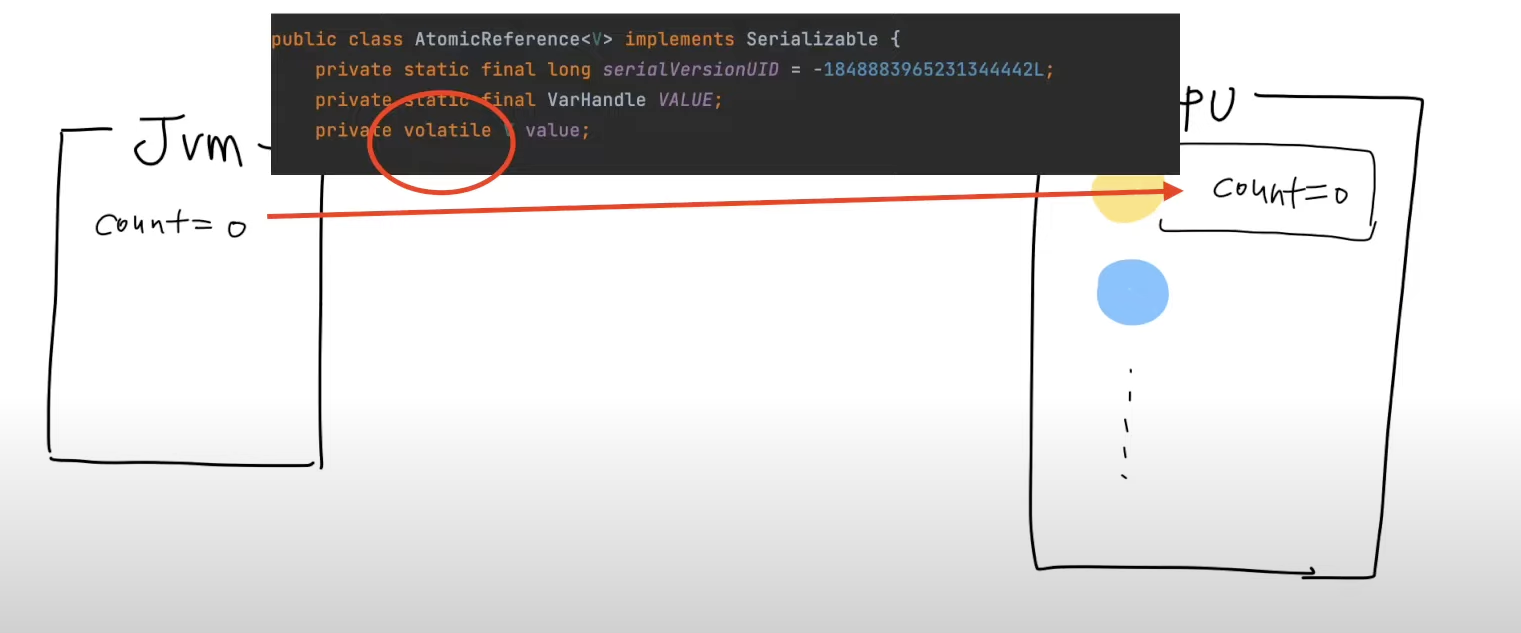 public class AtomicReference<V> implements Serializable {
private static final long serialVersionUID = -1848883965231344442L;
private static final VarHandle VALUE;
private volatile V value;
Jvm
PU
count=0
count=0